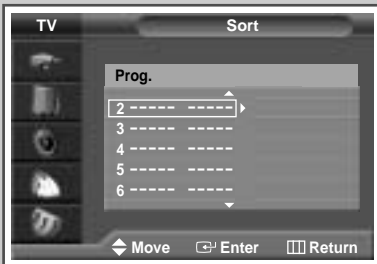 TV Sort
Prog.
2 ----- -----
3 ----- -----
4 ----- -----
5 ----- -----
6 ----- -----
Move Enter Return